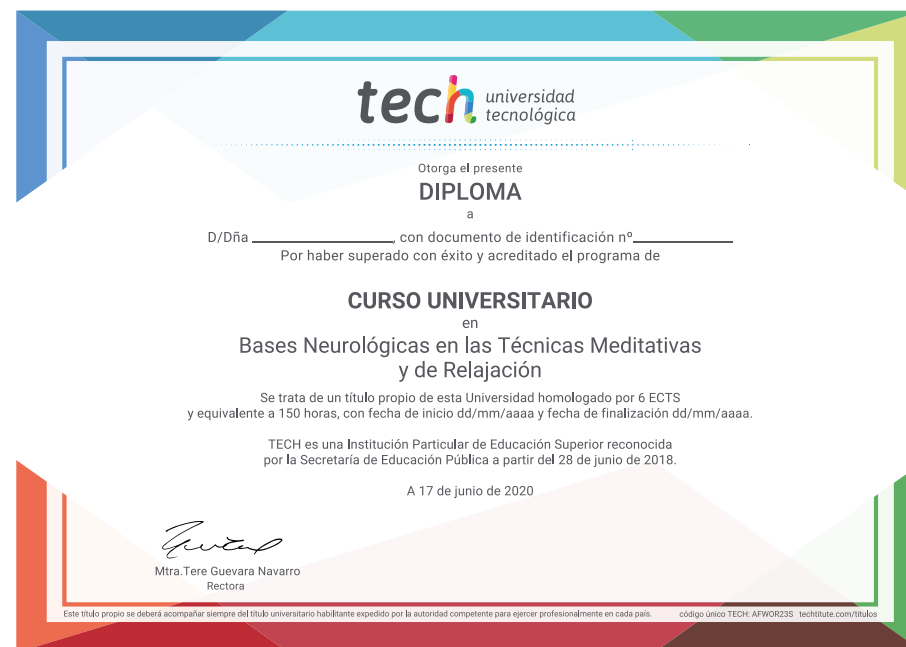 tech universidad
tecnológica
Otorga el presente
DIPLOMA
a
D/Dña ______________, con documento de identificación nº__________
Por haber superado con éxito y acreditado el programa de
CURSO UNIVERSITARIO
en
Bases Neurológicas en las Técnicas Meditativas
y de Relajación
Se trata de un título propio de esta Universidad homologado por 6 ECTS
y equivalente a 150 horas, con fecha de inicio dd/mm/aaaa y fecha de finalización dd/mm/aaaa.
TECH es una Institución Particular de Educación Superior reconocida
por la Secretaría de Educación Pública a partir del 28 de junio de 2018.
A 17 de junio de 2020
Mtra.Tere Guevara Navarro
Rectora
Este título propio se deberá acompañar siempre del título universitario habilitante expedido por la autoridad competente para ejercer profesionalmente en cada país. código único TECH: AFWOR23S techtitute.com/titulos